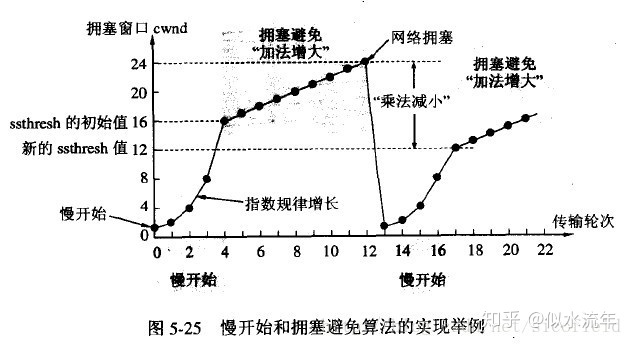 拥塞窗口 cwnd
拥塞避免
“加法增大”
网络拥塞
拥塞避免
“加法增大”
24
20
ssthresh 的初始值 16
“乘法减小”
新的 ssthresh 值 12
8
4
指数规律增长
慢开始
0
传输轮次
0 2 4 6 8 10 12 14 16 18 20 22
慢开始
慢开始
知乎 @似水流年
图 5-25 慢开始和拥塞避免算法的实现举例